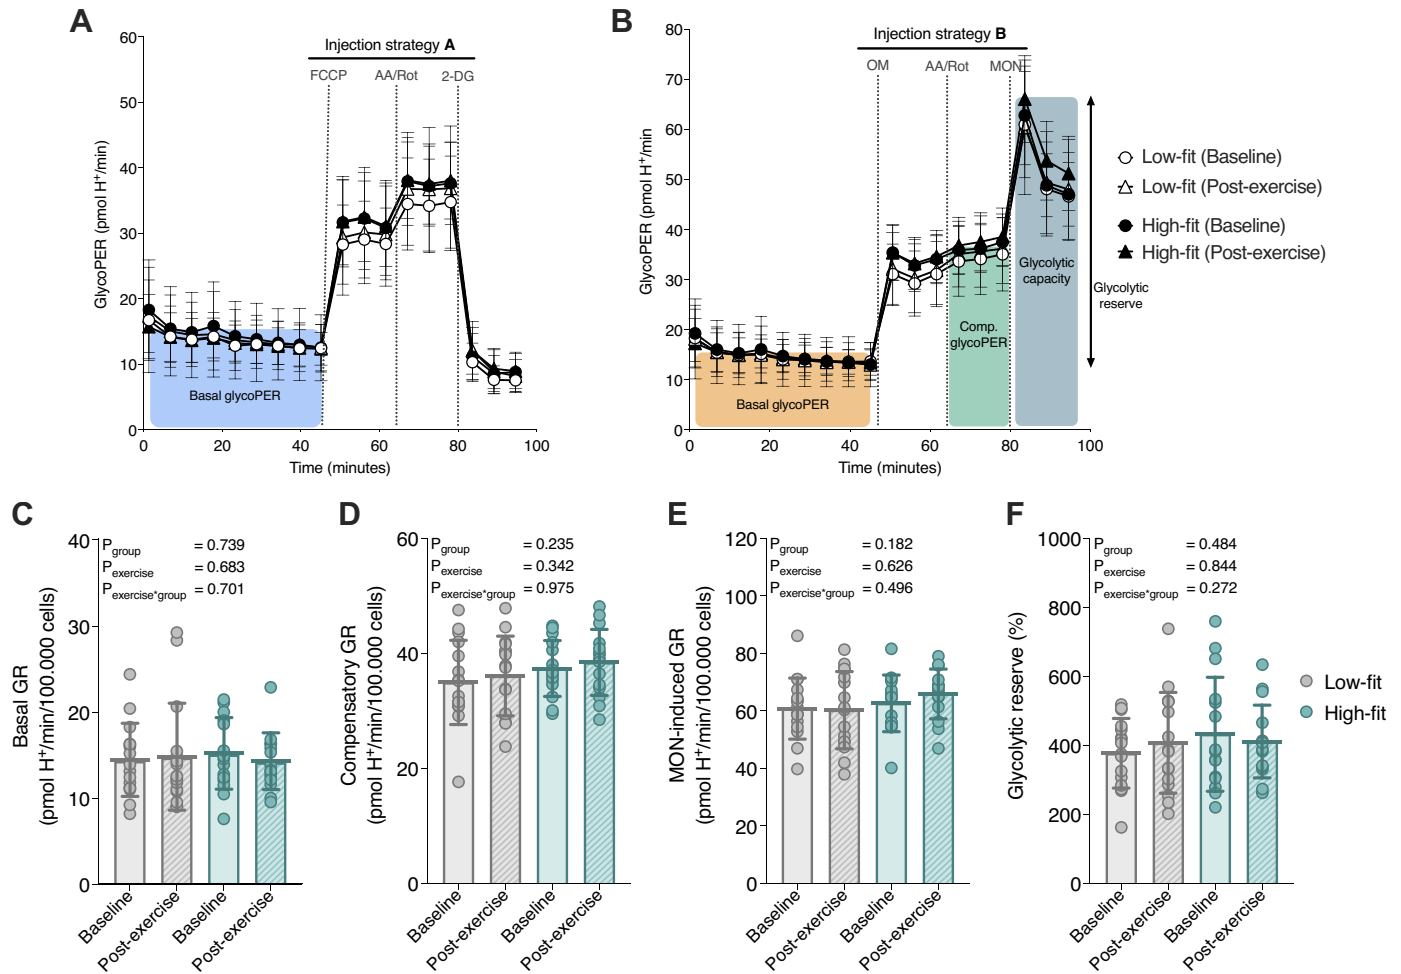 A
Injection strategy A
FCCP
AA/Rot
2-DG
GlycoPER (pmol H⁺/min)
60
50
40
30
20
10
0
Basal glycoPER
0
20
40
60
80
100
Time (minutes)
B
Injection strategy B
OM
AA/Rot
MON
GlycoPER (pmol H⁺/min
80
70
60
50
40
30
20
10
0
Basal glycoPER
Comp.
glycoPER
Glycolytic
capacity
Glycolytic
reserve
0
20
40
60
80
100
Time (minutes)
Low-fit (Baseline)
Low-fit (Post-exercise)
High-fit (Baseline)
High-fit (Post-exercise)
C
Basal GR
(pmol H⁺/min/100.000 cells)
40
30
20
10
0
Pgroup = 0.739
Pexercise = 0.683
Pexercise*group = 0.701
Baseline
Post-exercise
Baseline
Post-exercise
D
Compensatory GR
(pmol H⁺/min/100.000 cells)
60
40
20
0
Pgroup = 0.235
Pexercise = 0.342
Pexercise*group = 0.975
Baseline
Post-exercise
Baseline
Post-exercise
E
MON-induced GR
(pmol H⁺/min/100.000 cells)
120
100
80
60
40
20
0
Pgroup = 0.182
Pexercise = 0.626
Pexercise*group = 0.496
Baseline
Post-exercise
Baseline
Post-exercise
F
Glycolytic reserve (%)
1000
800
600
400
200
0
Pgroup = 0.484
Pexercise = 0.844
Pexercise*group = 0.272
Baseline
Post-exercise
Baseline
Post-exercise
Low-fit
High-fit